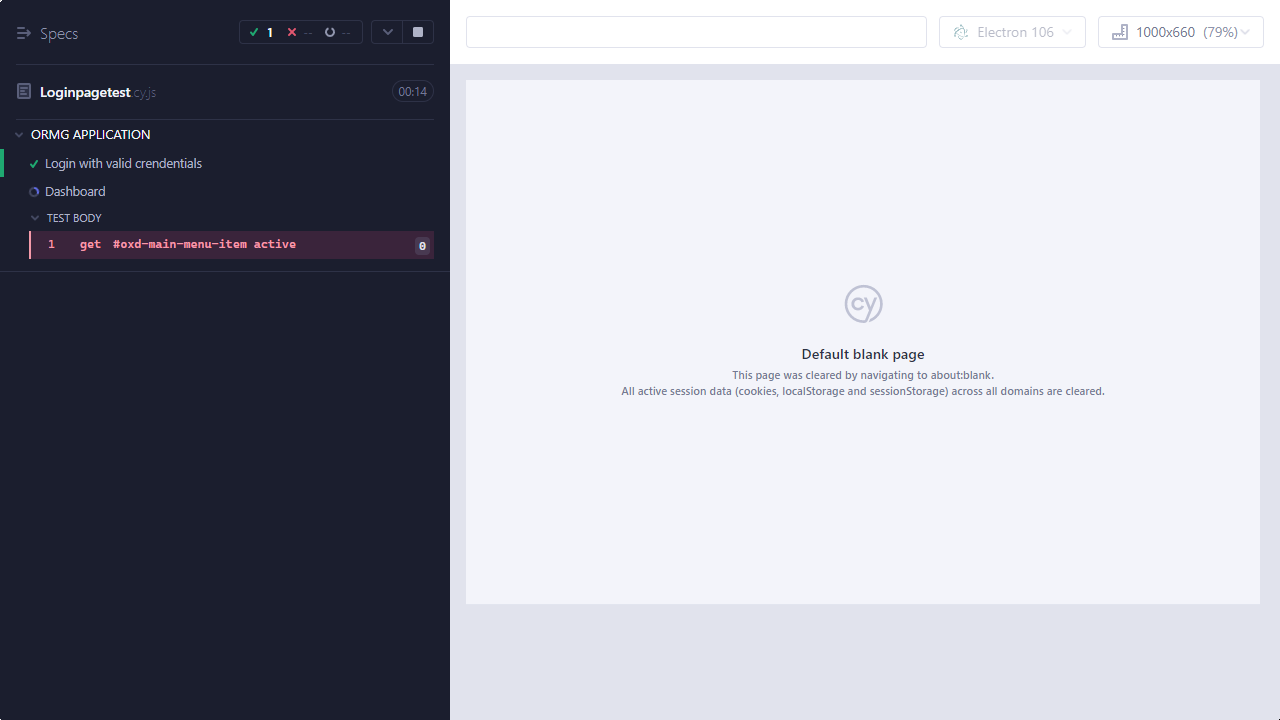 Specs
1 -- --
Loginpagetest.cy.js 00:14
ORMG APPLICATION
Login with valid crendentials
Dashboard
TEST BODY
1 get #oxd-main-menu-item active 0
Electron 106
1000x660 (79%)
cy
Default blank page
This page was cleared by navigating to about:blank.
All active session data (cookies, localStorage and sessionStorage) across all domains are cleared.